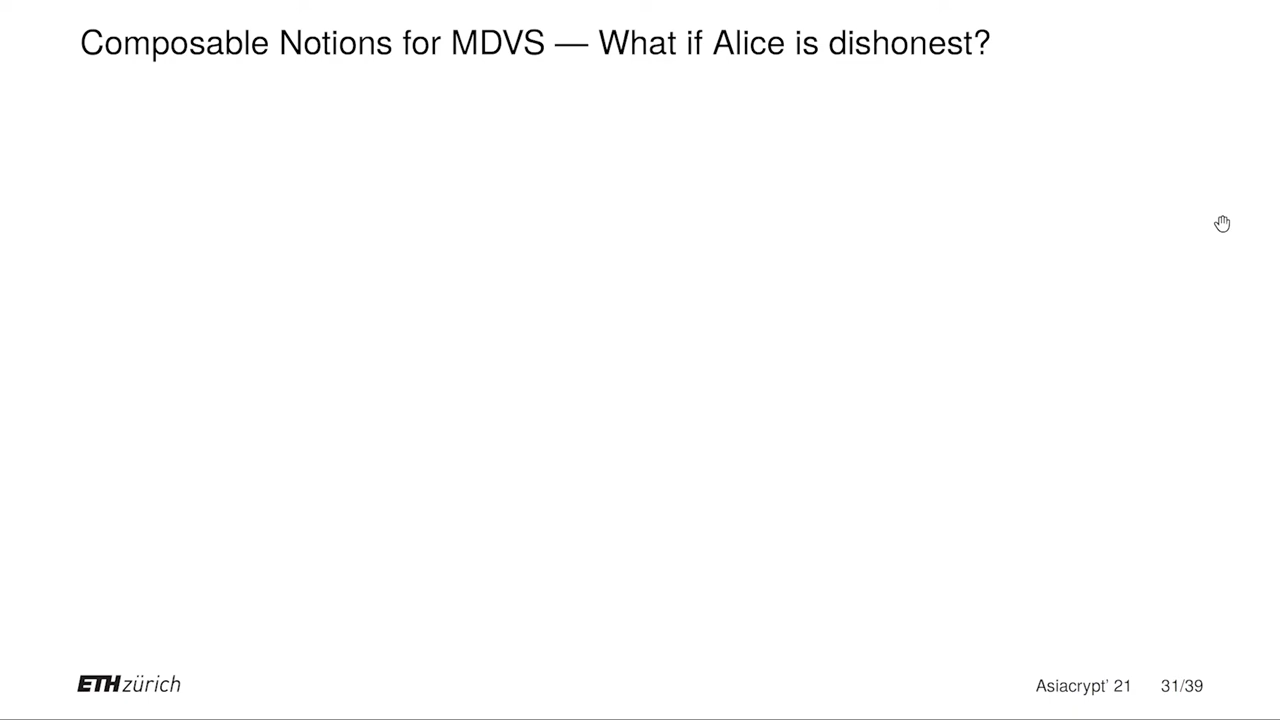 Composable Notions for MDVS — What if Alice is dishonest?
ETH zürich
Asiacrypt' 21 31/39